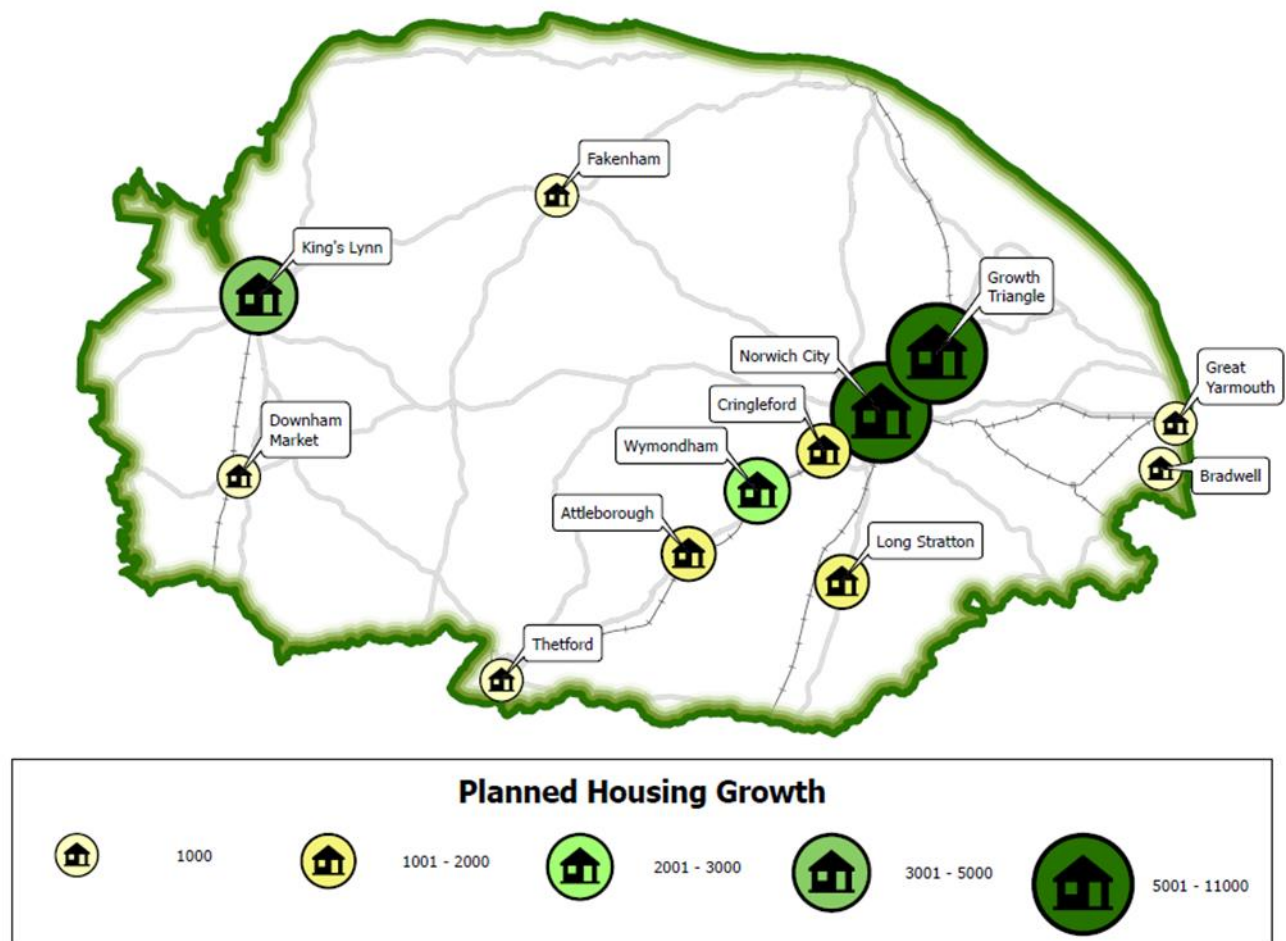 Fakenham
King's Lynn
Growth
Triangle
Norwich City
Great
Yarmouth
Cringleford
Downham
Market
Wymondham
Bradwell
Attleborough
Long Stratton
Thetford
Planned Housing Growth
1000
1001 - 2000
2001 - 3000
3001 - 5000
5001 - 11000